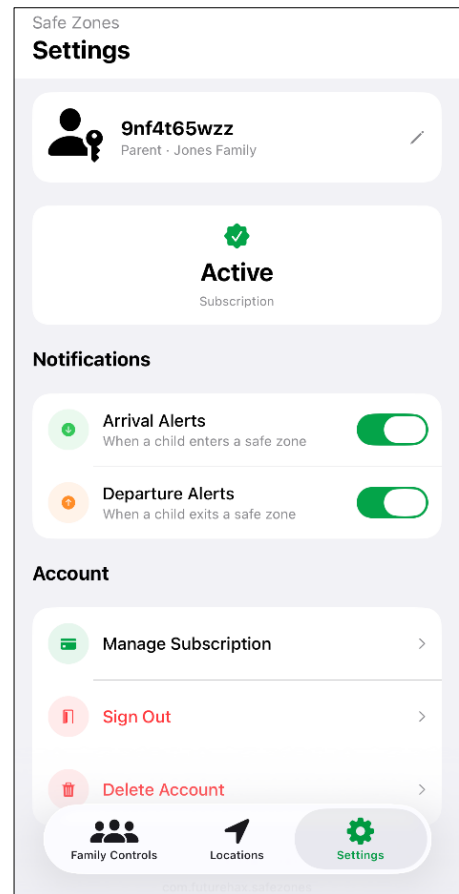 Safe Zones
Settings
9nf4t65wzz
Parent · Jones Family
Active
Subscription
Notifications
Arrival Alerts
When a child enters a safe zone
Departure Alerts
When a child exits a safe zone
Account
Manage Subscription
Sign Out
Delete Account
Family Controls
Locations
Settings